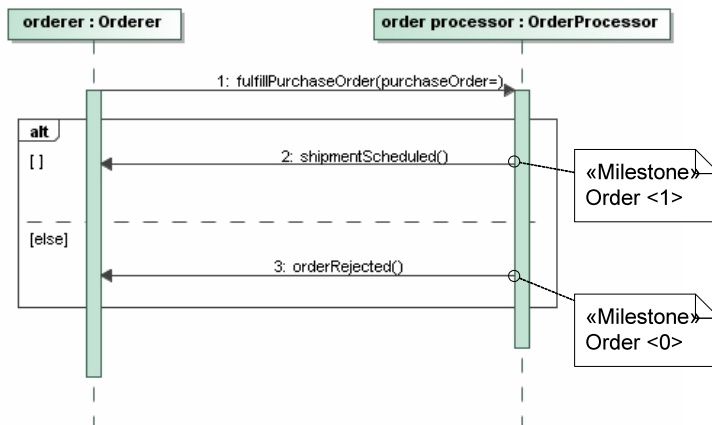 orderer : Orderer
order processor : OrderProcessor
1: fulfillPurchaseOrder(purchaseOrder=)
alt
[ ]
2: shipmentScheduled()
«Milestone»
Order <1>
[else]
3: orderRejected()
«Milestone»
Order <0>